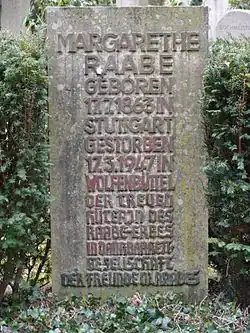 MARGARETHE
RAABE
GEBOREN
17.7.1863 IN
STUTTGART
GESTORBEN
17.3.1947 IN
WOLFENBÜTTEL
DER TREUEN
HÜTERIN DES
RAABE-ERBES
IN DANKBARKEIT
GESELLSCHAFT
DER FREUNDE W. RAABES